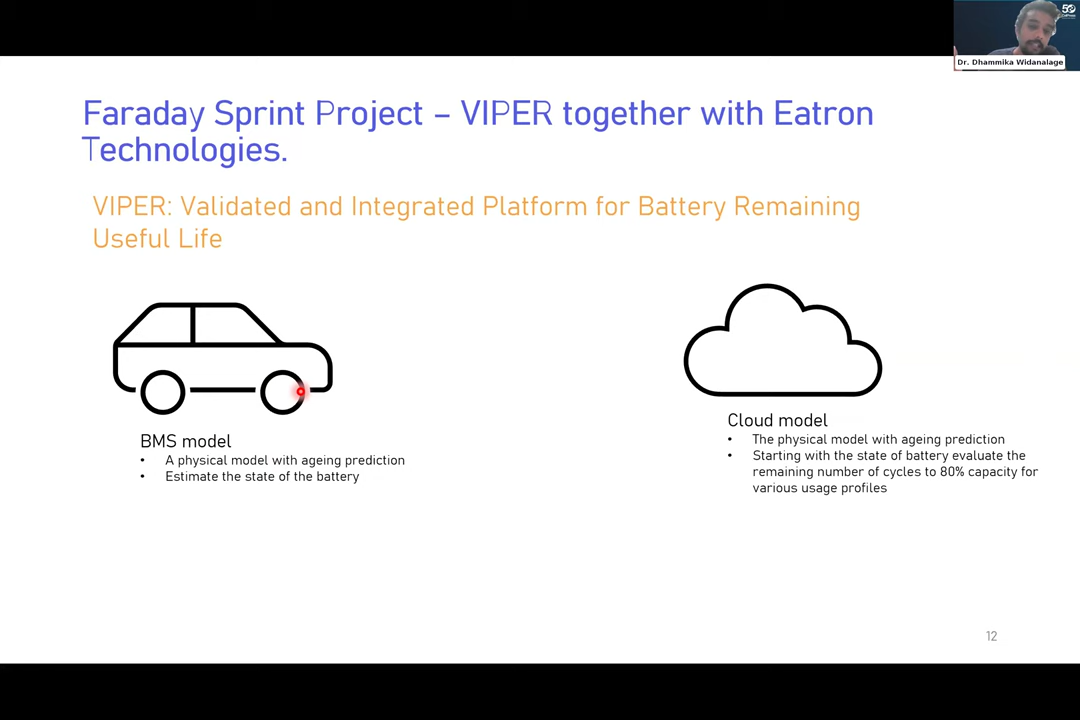 50
Dr. Dhammika Widanalage
Faraday Sprint Project – VIPER together with Eatron
Technologies.
VIPER: Validated and Integrated Platform for Battery Remaining
Useful Life
BMS model
• A physical model with ageing prediction
• Estimate the state of the battery
Cloud model
• The physical model with ageing prediction
• Starting with the state of battery evaluate the
remaining number of cycles to 80% capacity for
various usage profiles
12